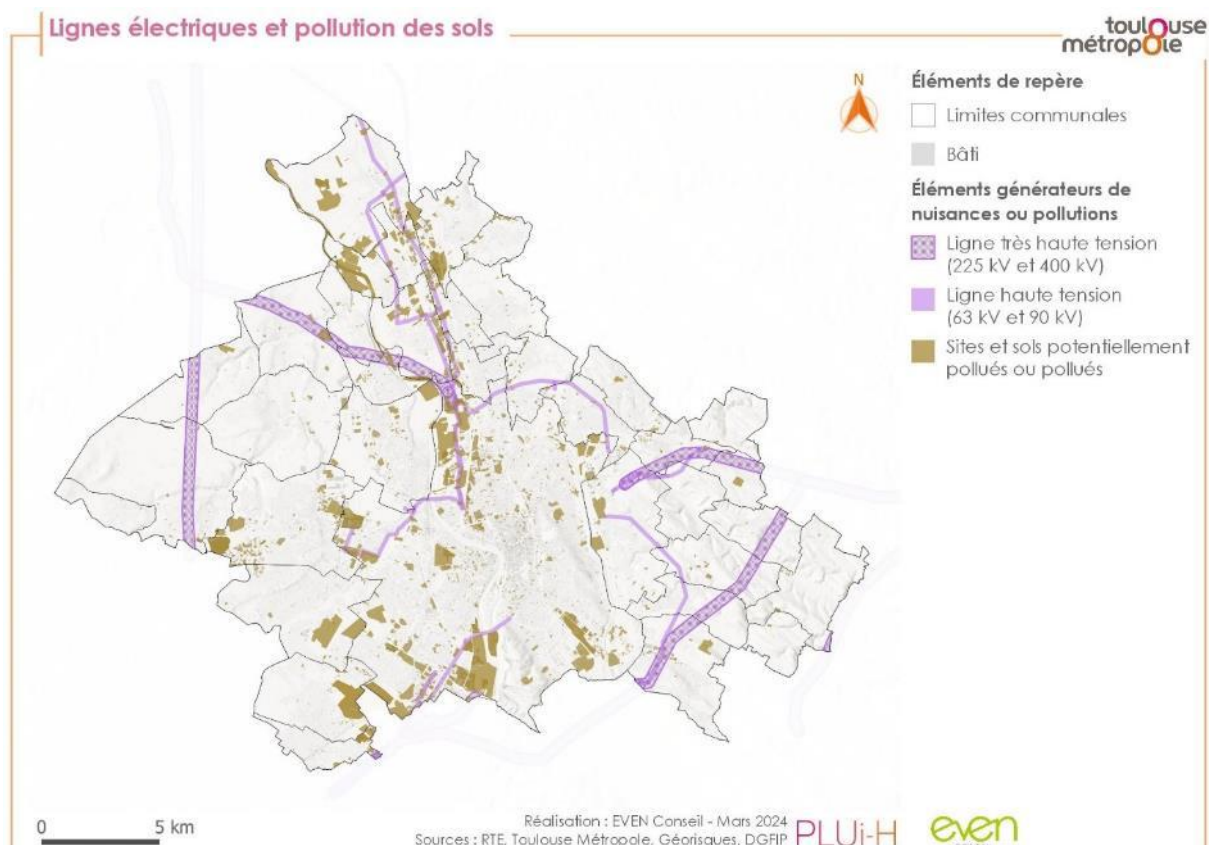 Lignes électriques et pollution des sols
toulouse
métropole
N
Éléments de repère
Limites communales
Bâti
Éléments générateurs de
nuisances ou pollutions
Ligne très haute tension
(225 kV et 400 kV)
Ligne haute tension
(63 kV et 90 kV)
Sites et sols potentiellement
pollués ou pollués
0 5 km
Réalisation : EVEN Conseil - Mars 2024
Sources : RTE, Toulouse Métropole, Géorisques, DGFIP
PLUi-H
even